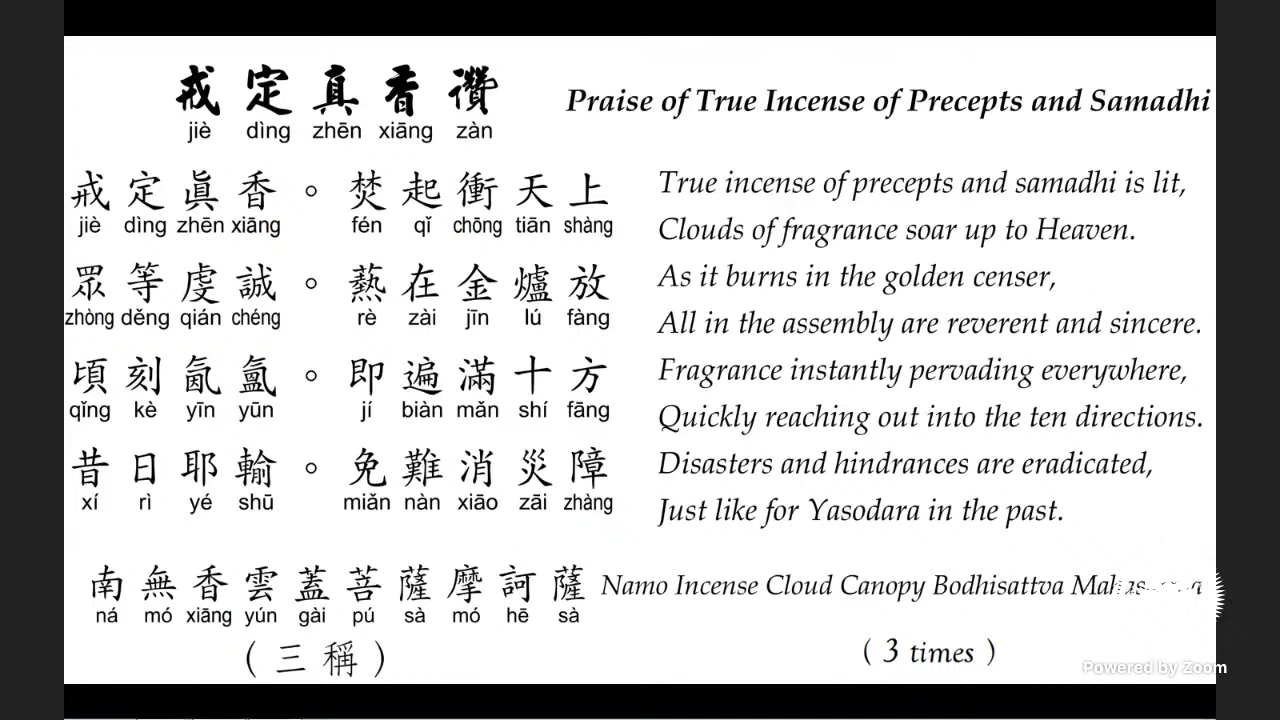 戒定真香讚
jiè dìng zhēn xiāng zàn
Praise of True Incense of Precepts and Samadhi
戒定眞香。焚起衝天上
jiè dìng zhēn xiāng fén qǐ chōng tiān shàng
眾等虔誠。爇在金爐放
zhòng děng qián chéng rè zài jīn lú fàng
頃刻氤氳。即遍滿十方
qǐng kè yīn yūn jí biàn mǎn shí fāng
昔日耶輸。免難消災障
xí rì yé shū miǎn nàn xiāo zāi zhàng
True incense of precepts and samadhi is lit,
Clouds of fragrance soar up to Heaven.
As it burns in the golden censer,
All in the assembly are reverent and sincere.
Fragrance instantly pervading everywhere,
Quickly reaching out into the ten directions.
Disasters and hindrances are eradicated,
Just like for Yasodara in the past.
南無香雲蓋菩薩摩訶薩
ná mó xiāng yún gài pú sà mó hē sà
(三稱)
Namo Incense Cloud Canopy Bodhisattva
(3 times)
Powered by Zoom